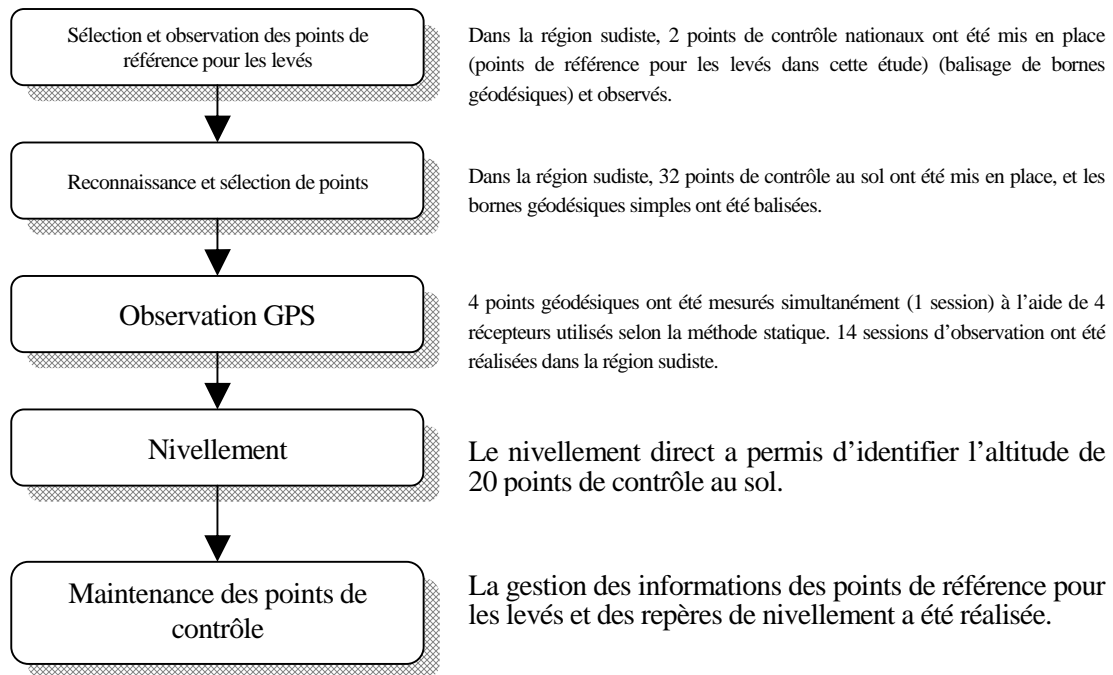 Sélection et observation des points de
référence pour les levés
Dans la région sudiste, 2 points de contrôle nationaux ont été mis en place
(points de référence pour les levés dans cette étude) (balisage de bornes
géodésiques) et observés.
Reconnaissance et sélection de points
Dans la région sudiste, 32 points de contrôle au sol ont été mis en place, et les
bornes géodésiques simples ont été balisées.
Observation GPS
4 points géodésiques ont été mesurés simultanément (1 session) à l’aide de 4
récepteurs utilisés selon la méthode statique. 14 sessions d’observation ont été
réalisées dans la région sudiste.
Nivellement
Le nivellement direct a permis d’identifier l’altitude de
20 points de contrôle au sol.
Maintenance des points de
contrôle
La gestion des informations des points de référence pour
les levés et des repères de nivellement a été réalisée.